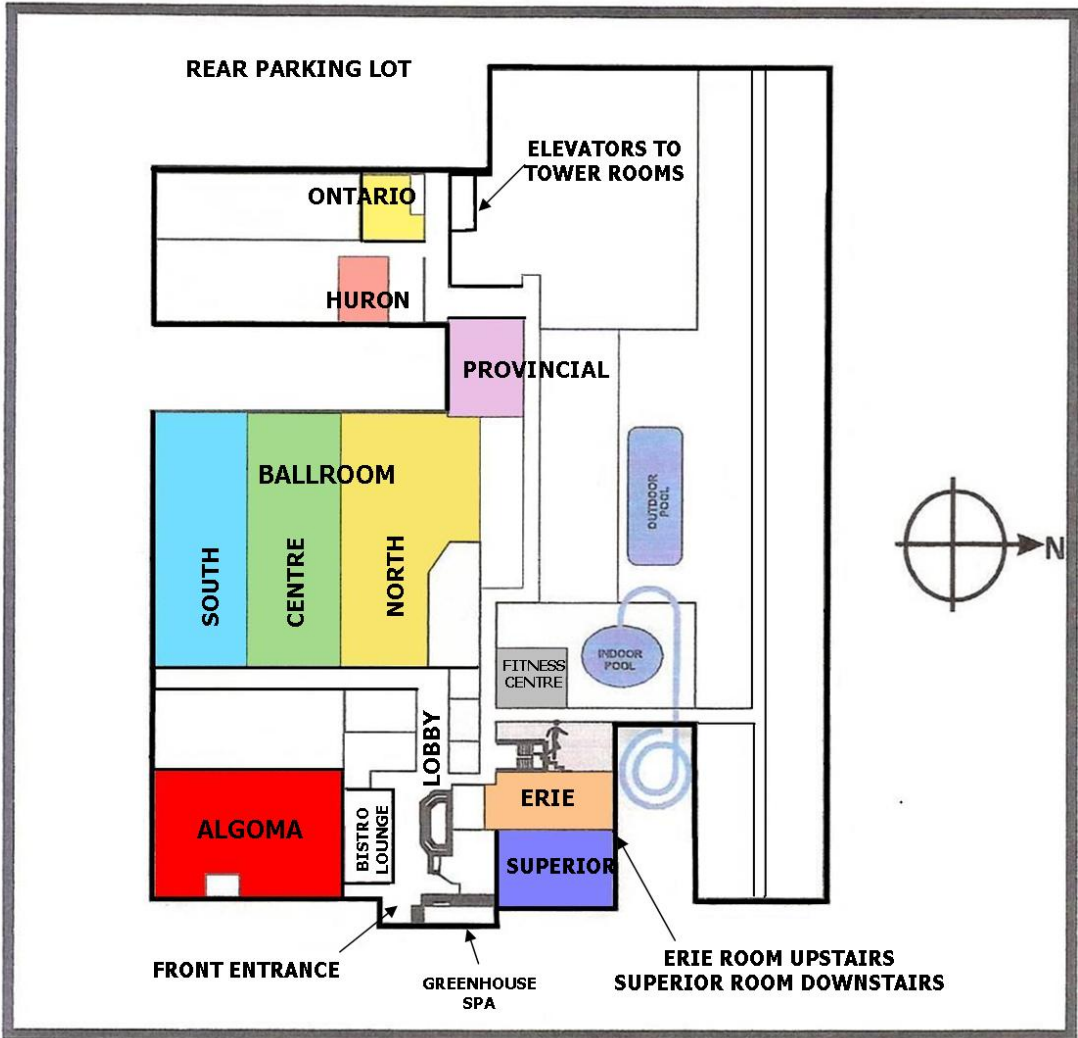 REAR PARKING LOT
ELEVATORS TO
TOWER ROOMS
ONTARIO
HURON
PROVINCIAL
BALLROOM
SOUTH
CENTRE
NORTH
OUTDOOR
POOL
N
INDOOR
POOL
FITNESS
CENTRE
LOBBY
ERIE
ALGOMA
BISTRO
LOUNGE
SUPERIOR
FRONT ENTRANCE
GREENHOUSE
SPA
ERIE ROOM UPSTAIRS
SUPERIOR ROOM DOWNSTAIRS